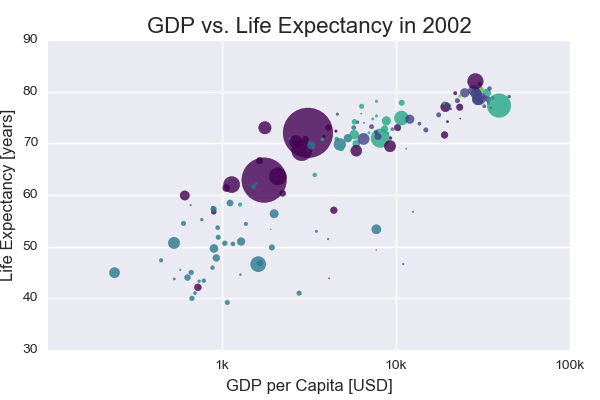 GDP vs. Life Expectancy in 2002
90
80
70
60
50
40
30
Life Expectancy [years]
1k
10k
100k
GDP per Capita [USD]